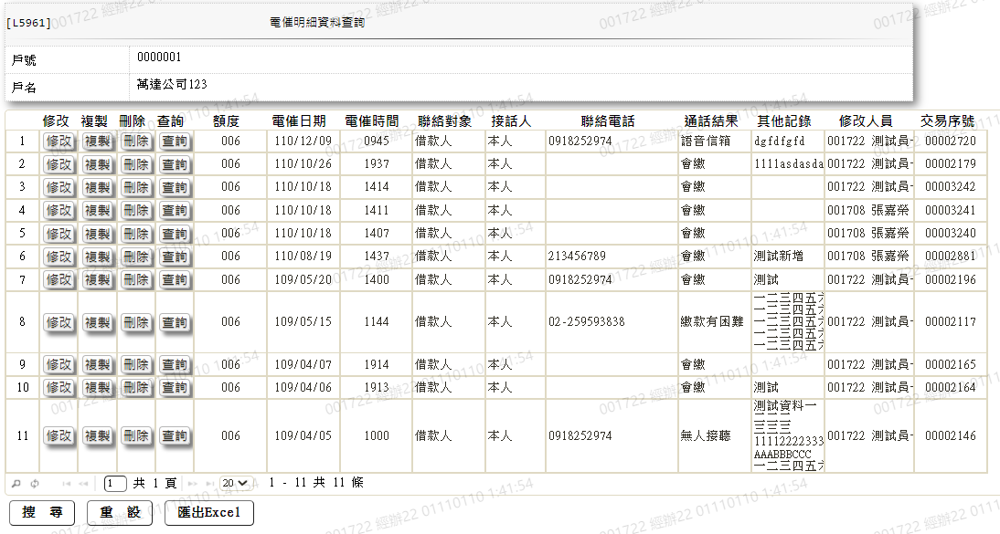 [L5961] 電催明細資料查詢
戶號 0000001
戶名 萬達公司123
修改 複製 刪除 查詢 額度 電催日期 電催時間 聯絡對象 接話人 聯絡電話 通話結果 其他記錄 修改人員 交易序號
1 修改 複製 刪除 查詢 006 110/12/09 0945 借款人 本人 0918252974 語音信箱 dgfdfgfd 001722 測試員- 00002720
2 修改 複製 刪除 查詢 006 110/10/26 1937 借款人 本人 會繳 1111asdasda 001722 測試員- 00002179
3 修改 複製 刪除 查詢 006 110/10/18 1414 借款人 本人 會繳 001722 測試員- 00003242
4 修改 複製 刪除 查詢 006 110/10/18 1411 借款人 本人 會繳 001708 張嘉榮 00003241
5 修改 複製 刪除 查詢 006 110/10/18 1407 借款人 本人 會繳 001708 張嘉榮 00003240
6 修改 複製 刪除 查詢 006 110/08/19 1437 借款人 本人 213456789 會繳 測試新增 001708 張嘉榮 00002881
7 修改 複製 刪除 查詢 006 109/05/20 1400 借款人 本人 0918252974 會繳 測試 001722 測試員- 00002196
8 修改 複製 刪除 查詢 006 109/05/15 1144 借款人 本人 02-259593838 繳款有困難 一二三四五六 001722 測試員- 00002117
一二三四五六
一二三四五六
一二三四五六
一二三四五六
9 修改 複製 刪除 查詢 006 109/04/07 1914 借款人 本人 會繳 001722 測試員- 00002165
10 修改 複製 刪除 查詢 006 109/04/06 1913 借款人 本人 會繳 測試 001722 測試員- 00002164
11 修改 複製 刪除 查詢 006 109/04/05 1000 借款人 本人 0918252974 無人接聽 測試資料一 001722 測試員- 00002146
二二二
三三三
11112222333
AAABBBCCC
一二三四五六
1 共 1 頁 20 1 - 11 共 11 條
搜 尋 重 設 匯出Excel
001722 經辦22 01110110 1:41:54